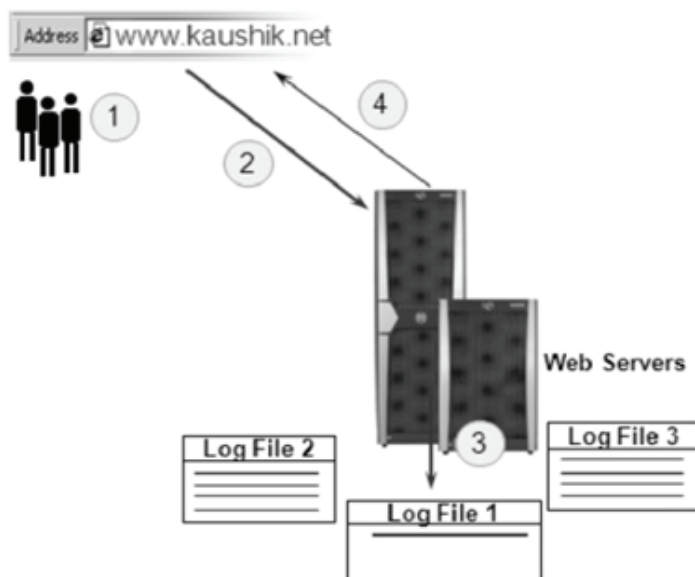 Address www.kaushik.net
1
4
2
Web Servers
3
Log File 2
Log File 3
Log File 1